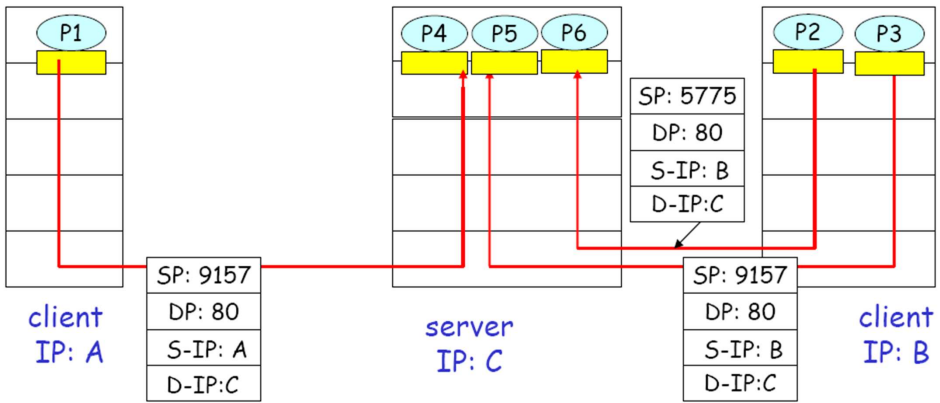 P1
P4
P5
P6
P2
P3
SP: 5775
DP: 80
S-IP: B
D-IP:C
SP: 9157
DP: 80
S-IP: A
D-IP:C
SP: 9157
DP: 80
S-IP: B
D-IP:C
client
IP: A
server
IP: C
client
IP: B